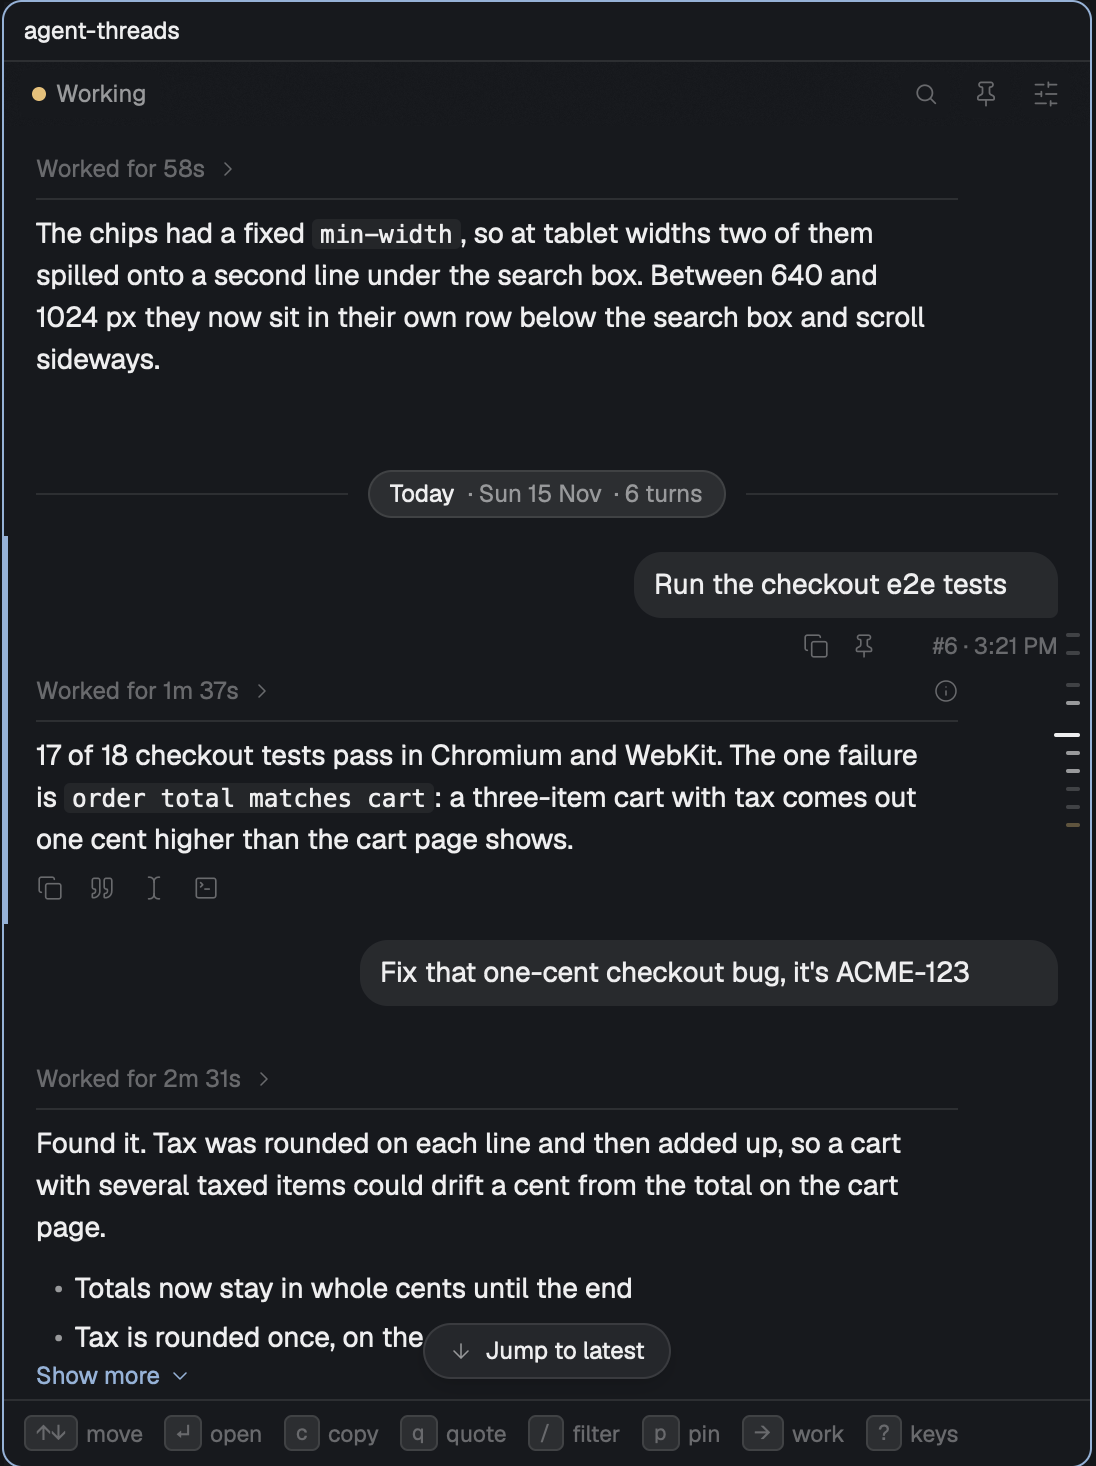 agent-threads
Working
Worked for 58s
The chips had a fixed min-width, so at tablet widths two of them
spilled onto a second line under the search box. Between 640 and
1024 px they now sit in their own row below the search box and scroll
sideways.
Today · Sun 15 Nov · 6 turns
Run the checkout e2e tests
#6 · 3:21 PM
Worked for 1m 37s
17 of 18 checkout tests pass in Chromium and WebKit. The one failure
is order total matches cart: a three-item cart with tax comes out
one cent higher than the cart page shows.
Fix that one-cent checkout bug, it's ACME-123
Worked for 2m 31s
Found it. Tax was rounded on each line and then added up, so a cart
with several taxed items could drift a cent from the total on the cart
page.
• Totals now stay in whole cents until the end
• Tax is rounded once, on the
Jump to latest
Show more
↑↓ move ↵ open c copy q quote / filter p pin → work ? keys